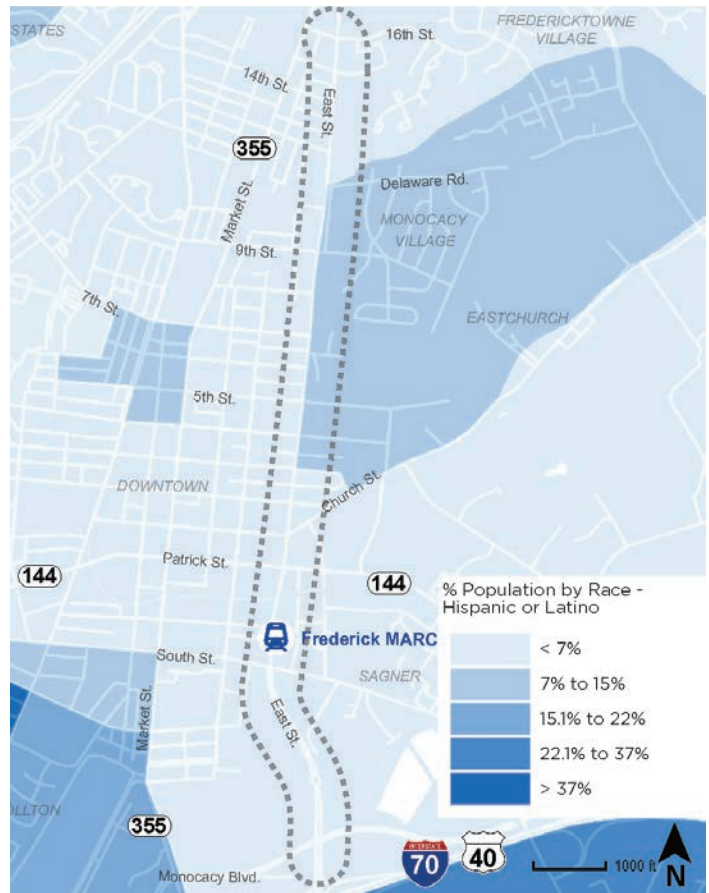 STATES
16th St.
FREDERICKTOWNE
VILLAGE
14th St.
East St.
355
Delaware Rd.
Market St.
MONOCACY
VILLAGE
9th St.
7th St.
EASTCHURCH
5th St.
DOWNTOWN
Church St.
Patrick St.
144
144
% Population by Race -
Hispanic or Latino
< 7%
7% to 15%
15.1% to 22%
22.1% to 37%
> 37%
Frederick MARC
South St.
SAGNER
Market St.
East St.
OLLTON
355
INTERSTATE
70
40
1000 ft
N
Monocacy Blvd.